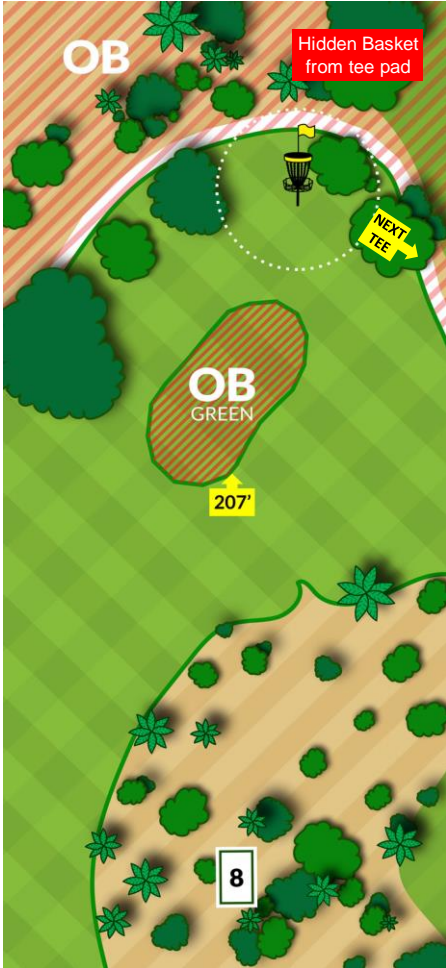 OB
Hidden Basket
from tee pad
NEXT
TEE
OB
GREEN
207'
8